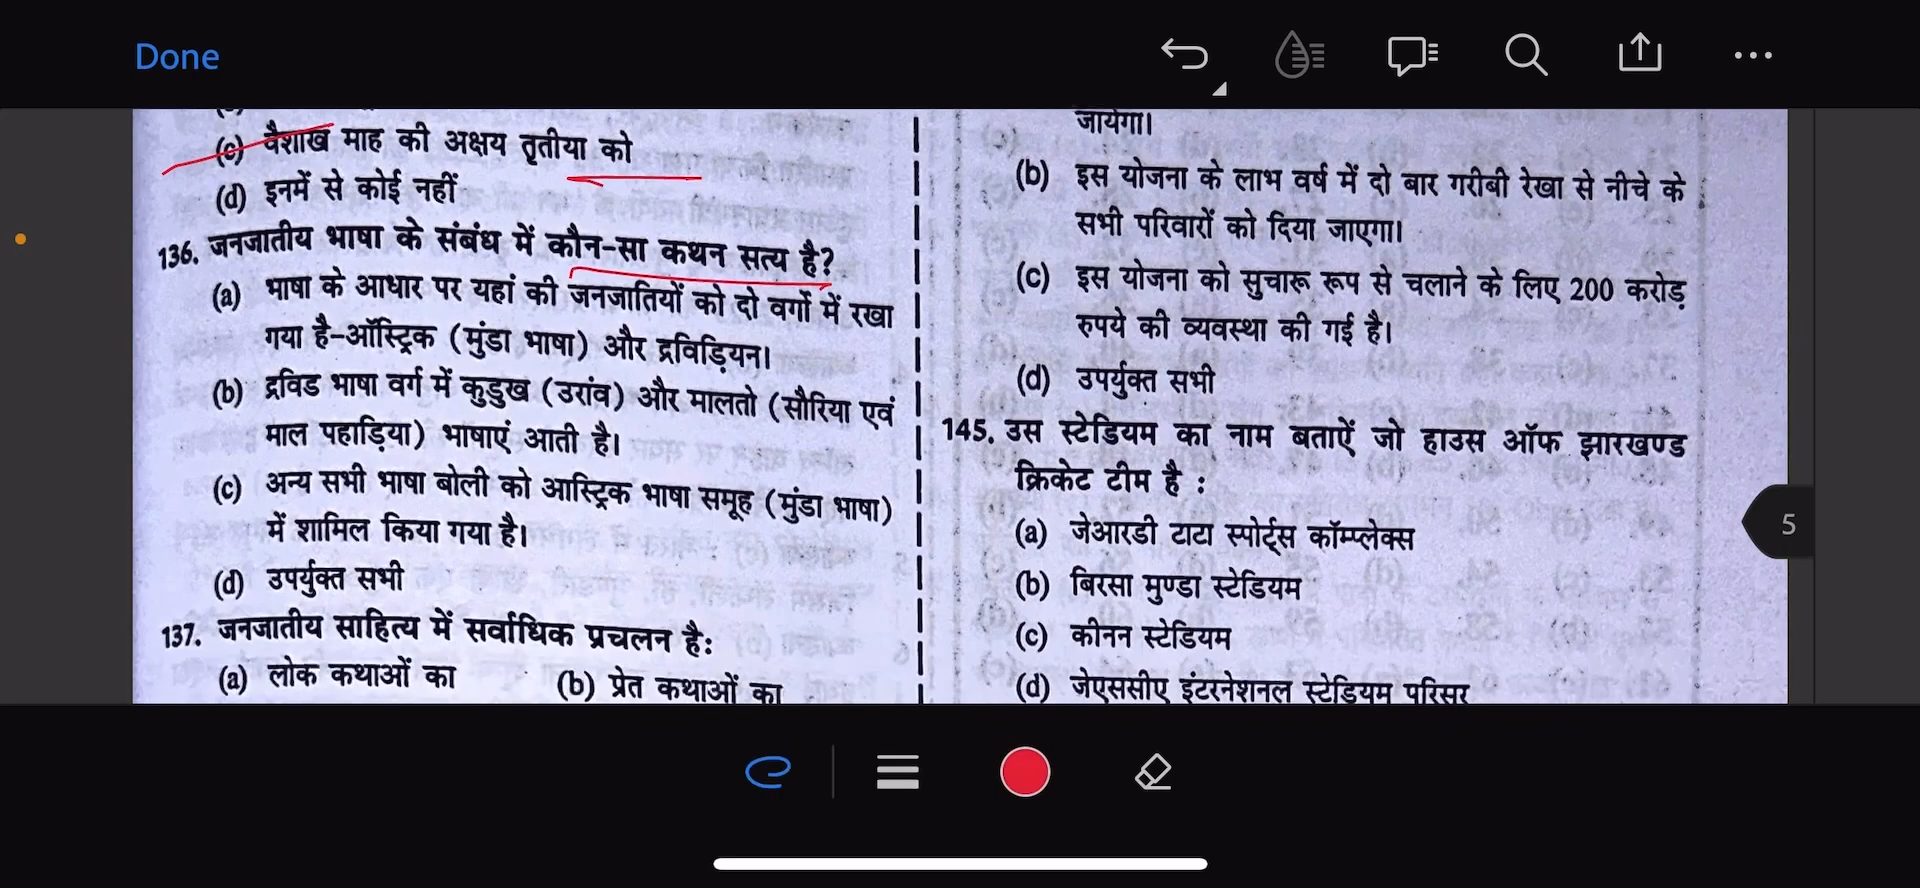 Done
(c) वैशाख माह की अक्षय तृतीया को
(d) इनमें से कोई नहीं
136. जनजातीय भाषा के संबंध में कौन-सा कथन सत्य है?
(a) भाषा के आधार पर यहां की जनजातियों को दो वर्गों में रखा
गया है-ऑस्ट्रिक (मुंडा भाषा) और द्रविड़ियन।
(b) द्रविड भाषा वर्ग में कुडुख (उरांव) और मालतो (सौरिया एवं
माल पहाड़िया) भाषाएं आती है।
(c) अन्य सभी भाषा बोली को आस्ट्रिक भाषा समूह (मुंडा भाषा)
में शामिल किया गया है।
(d) उपर्युक्त सभी
137. जनजातीय साहित्य में सर्वाधिक प्रचलन है:
(a) लोक कथाओं का (b) प्रेत कथाओं का
जायेगा।
(b) इस योजना के लाभ वर्ष में दो बार गरीबी रेखा से नीचे के
सभी परिवारों को दिया जाएगा।
(c) इस योजना को सुचारू रूप से चलाने के लिए 200 करोड़
रुपये की व्यवस्था की गई है।
(d) उपर्युक्त सभी
145. उस स्टेडियम का नाम बताऐं जो हाउस ऑफ झारखण्ड
क्रिकेट टीम है :
(a) जेआरडी टाटा स्पोर्ट्स कॉम्प्लेक्स
(b) बिरसा मुण्डा स्टेडियम
(c) कीनन स्टेडियम
(d) जेएससीए इंटरनेशनल स्टेडियम परिसर
5